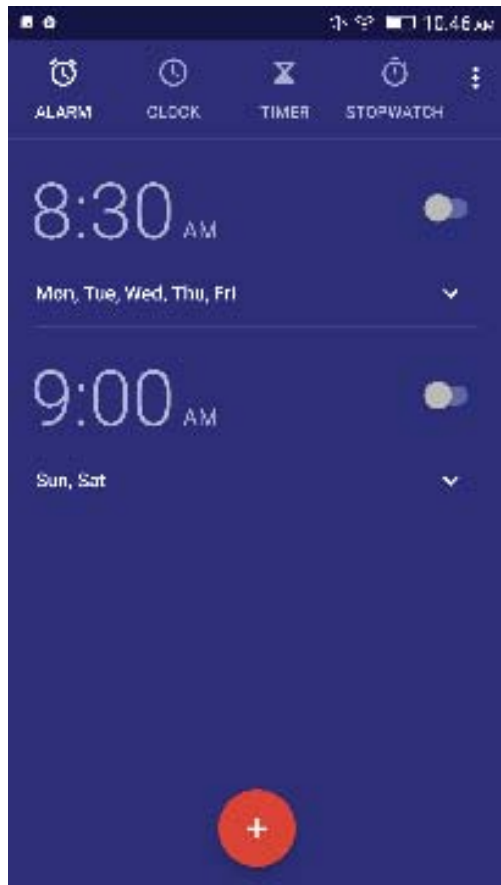 10:46 AM
ALARM CLOCK TIMER STOPWATCH
8:30 AM
Mon, Tue, Wed, Thu, Fri
9:00 AM
Sun, Sat
+